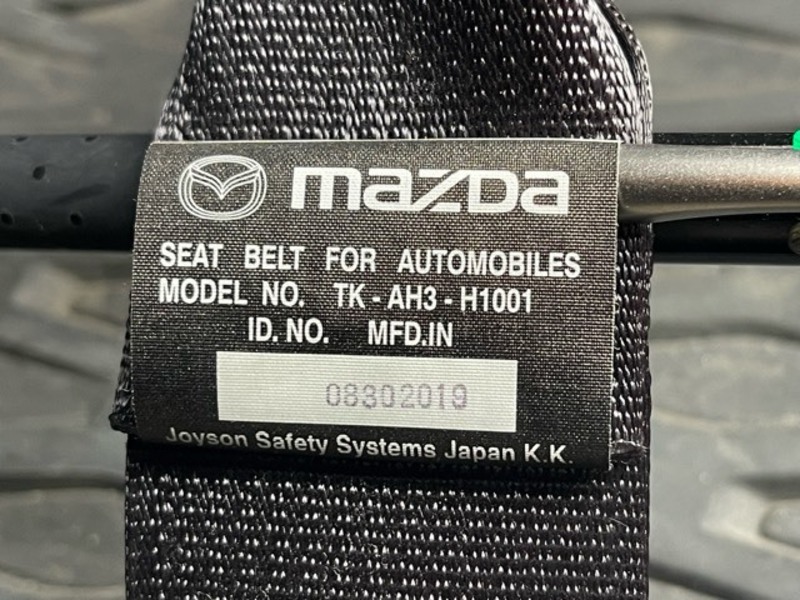 mazda
SEAT BELT FOR AUTOMOBILES
MODEL NO. TK - AH3 - H1001
ID. NO. MFD.IN
08302019
Joyson Safety Systems Japan K.K.